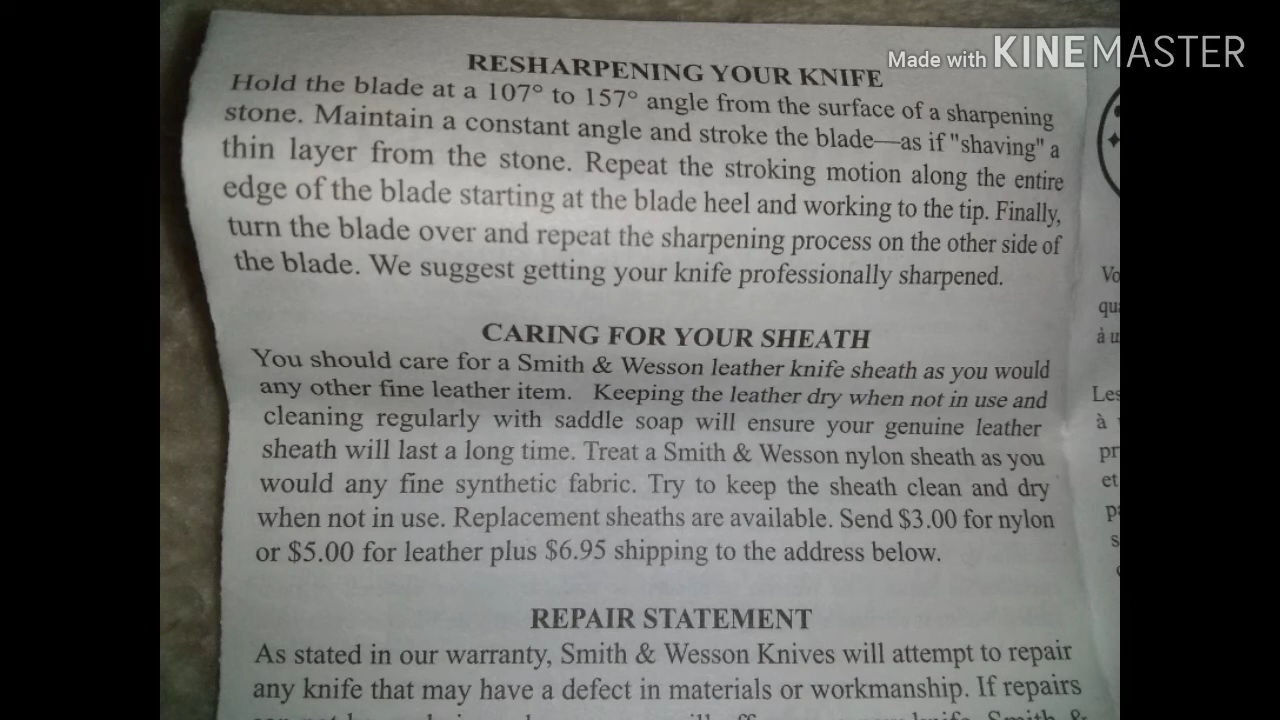 Made with KINEMASTER
RESHARPENING YOUR KNIFE
Hold the blade at a 107° to 157° angle from the surface of a sharpening
stone. Maintain a constant angle and stroke the blade—as if "shaving" a
thin layer from the stone. Repeat the stroking motion along the entire
edge of the blade starting at the blade heel and working to the tip. Finally,
turn the blade over and repeat the sharpening process on the other side of
the blade. We suggest getting your knife professionally sharpened.
CARING FOR YOUR SHEATH
You should care for a Smith & Wesson leather knife sheath as you would
any other fine leather item. Keeping the leather dry when not in use and
cleaning regularly with saddle soap will ensure your genuine leather
sheath will last a long time. Treat a Smith & Wesson nylon sheath as you
would any fine synthetic fabric. Try to keep the sheath clean and dry
when not in use. Replacement sheaths are available. Send $3.00 for nylon
or $5.00 for leather plus $6.95 shipping to the address below.
REPAIR STATEMENT
As stated in our warranty, Smith & Wesson Knives will attempt to repair
any knife that may have a defect in materials or workmanship. If repairs
Vo
qua
à u
Les
à
pr
et